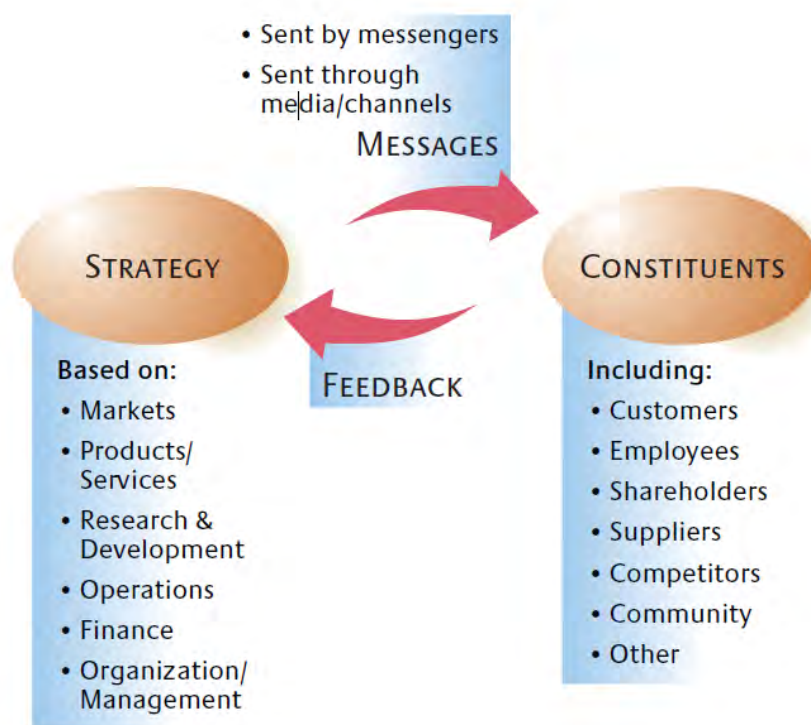 • Sent by messengers
• Sent through
media/channels
MESSAGES
STRATEGY
CONSTITUENTS
FEEDBACK
Based on:
• Markets
• Products/
Services
• Research &
Development
• Operations
• Finance
• Organization/
Management
Including:
• Customers
• Employees
• Shareholders
• Suppliers
• Competitors
• Community
• Other